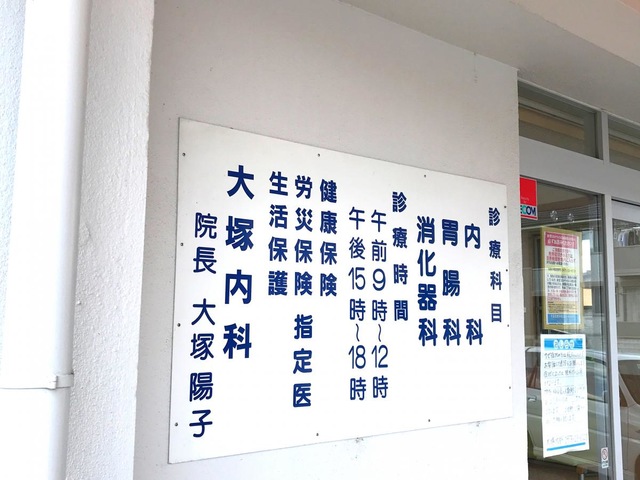 診療科目
内科
胃腸科
消化器科
診療時間
午前9時〜12時
午後15時〜18時
健康保険
労災保険 指定医
生活保護
大塚内科
院長 大塚陽子